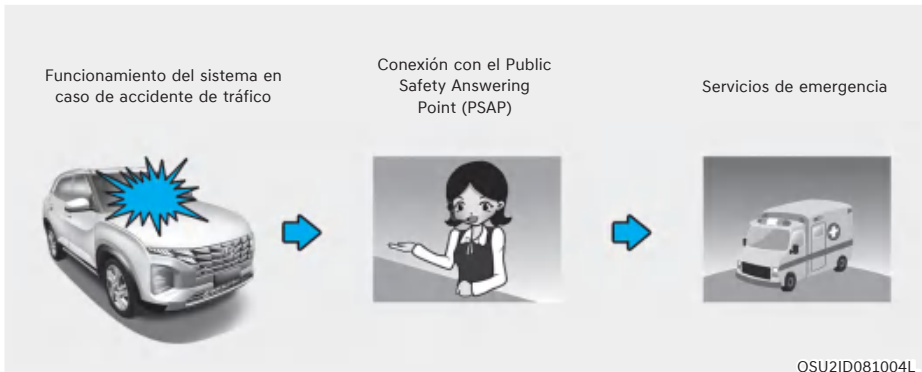 Funcionamiento del sistema en
caso de accidente de tráfico
Conexión con el Public
Safety Answering
Point (PSAP)
Servicios de emergencia
OSU2ID081004L